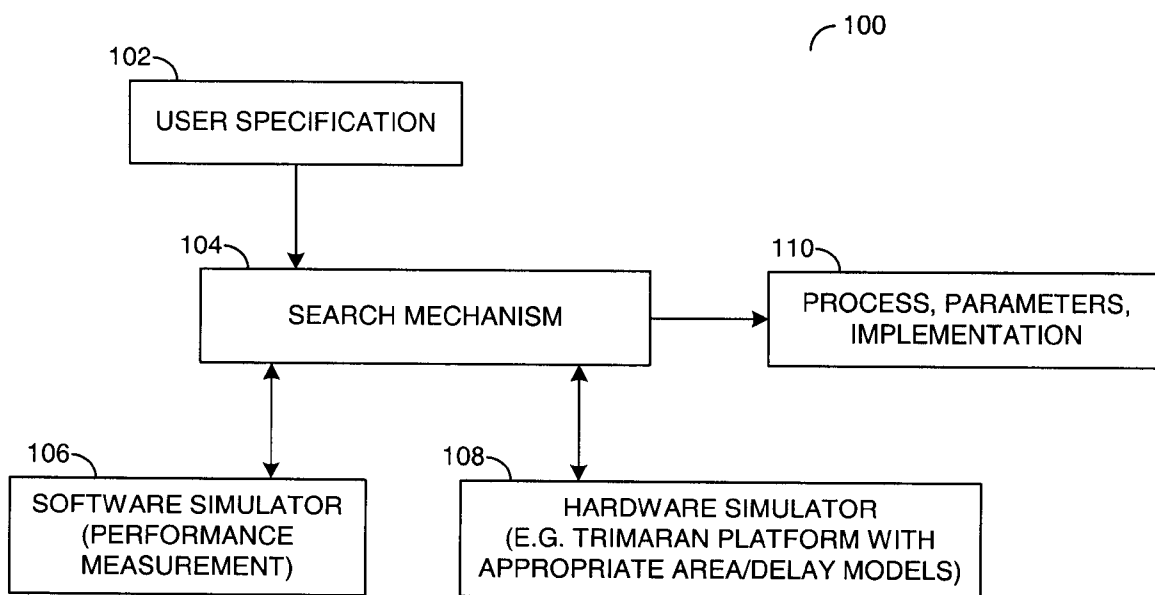 100
102
USER SPECIFICATION
104
SEARCH MECHANISM
110
PROCESS, PARAMETERS,
IMPLEMENTATION
106
SOFTWARE SIMULATOR
(PERFORMANCE
MEASUREMENT)
108
HARDWARE SIMULATOR
(E.G. TRIMARAN PLATFORM WITH
APPROPRIATE AREA/DELAY MODELS)